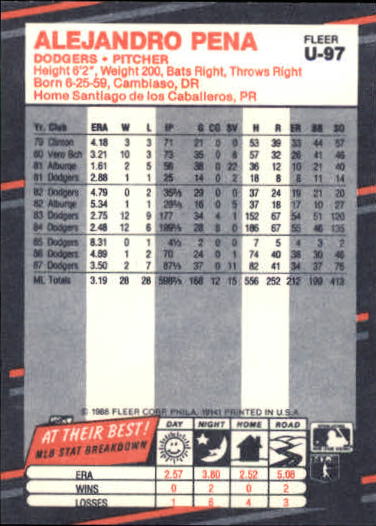 ALEJANDRO PENA
FLEER
U-97
DODGERS • PITCHER
Height 6'2", Weight 200, Bats Right, Throws Right
Born 6-25-59, Cambiaso, DR
Home Santiago de los Caballeros, PR
Yr. Club ERA W L IP G CG SV H R ER BB SO
79 Clinton 4.18 3 3 71 21 0 0 53 39 33 44 57
80 Vero Bch 3.21 10 3 73 35 0 8 57 32 26 41 46
81 Alburqe 1.61 2 5 56 38 0 22 36 12 10 21 40
81 Dodgers 2.88 1 1 25 14 0 2 18 8 8 11 14
82 Dodgers 4.79 0 2 35⅔ 29 0 0 37 24 19 21 20
82 Alburqe 5.34 1 1 16 0 5 37 18 17 10 27
83 Dodgers 2.75 12 9 177 34 4 1 152 67 54 51 120
84 Dodgers 2.48 12 6 199⅓ 28 8 0 186 67 55 46 135
85 Dodgers 8.31 0 1 4⅓ 2 0 0 7 5 4 3 2
86 Dodgers 4.89 1 2 70 24 0 1 74 40 38 30 46
87 Dodgers 3.50 2 7 87⅓ 37 0 11 82 41 34 37 76
ML Totals 3.19 28 28 598⅔ 168 12 15 556 252 212 199 413
© 1988 FLEER CORP. PHILA. 19141 PRINTED IN U.S.A.
AT THEIR BEST!
MLB STAT BREAKDOWN
DAY NIGHT HOME ROAD
ERA 2.57 3.80 2.52 5.08
WINS 0 2 0 2
LOSSES 1 6 4 3